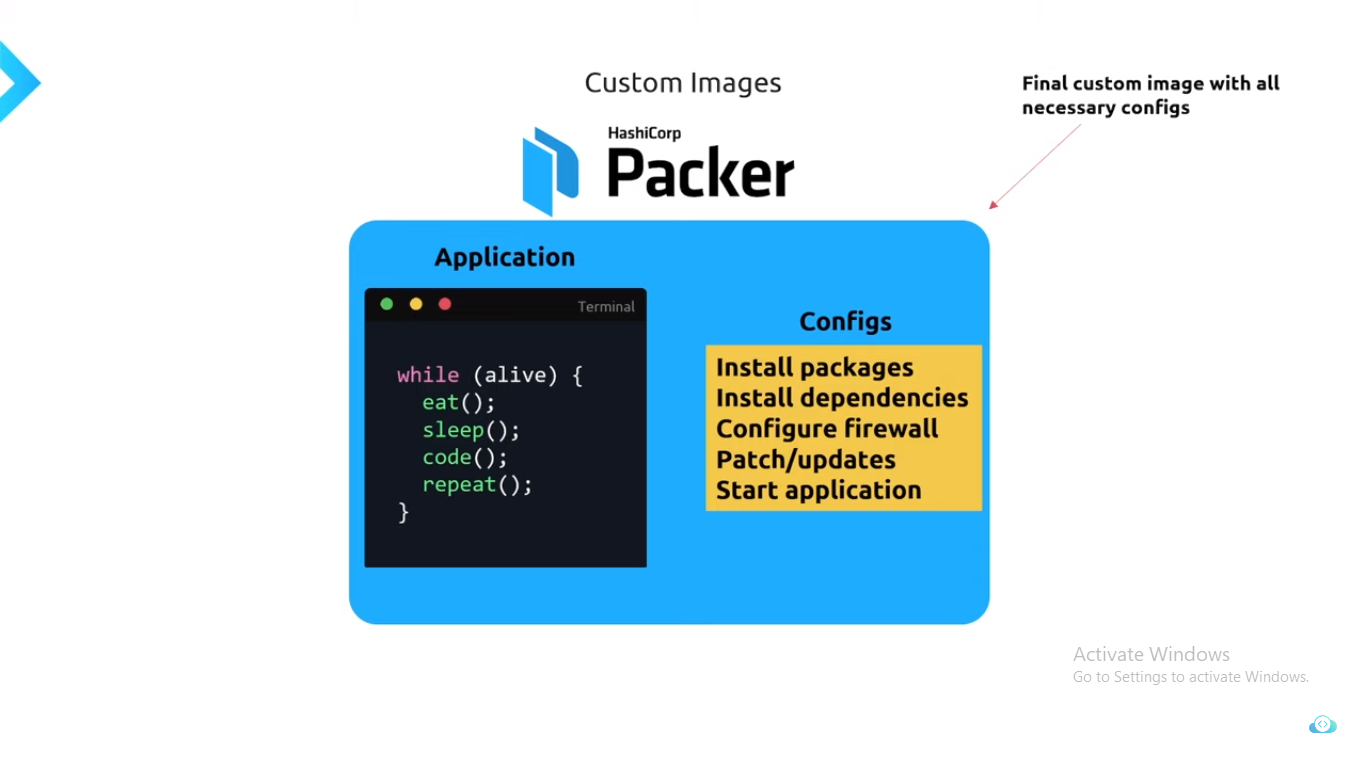 Custom Images
Final custom image with all
necessary configs
HashiCorp
Packer
Application
Terminal
while (alive) {
  eat();
  sleep();
  code();
  repeat();
}
Configs
Install packages
Install dependencies
Configure firewall
Patch/updates
Start application
Activate Windows
Go to Settings to activate Windows.